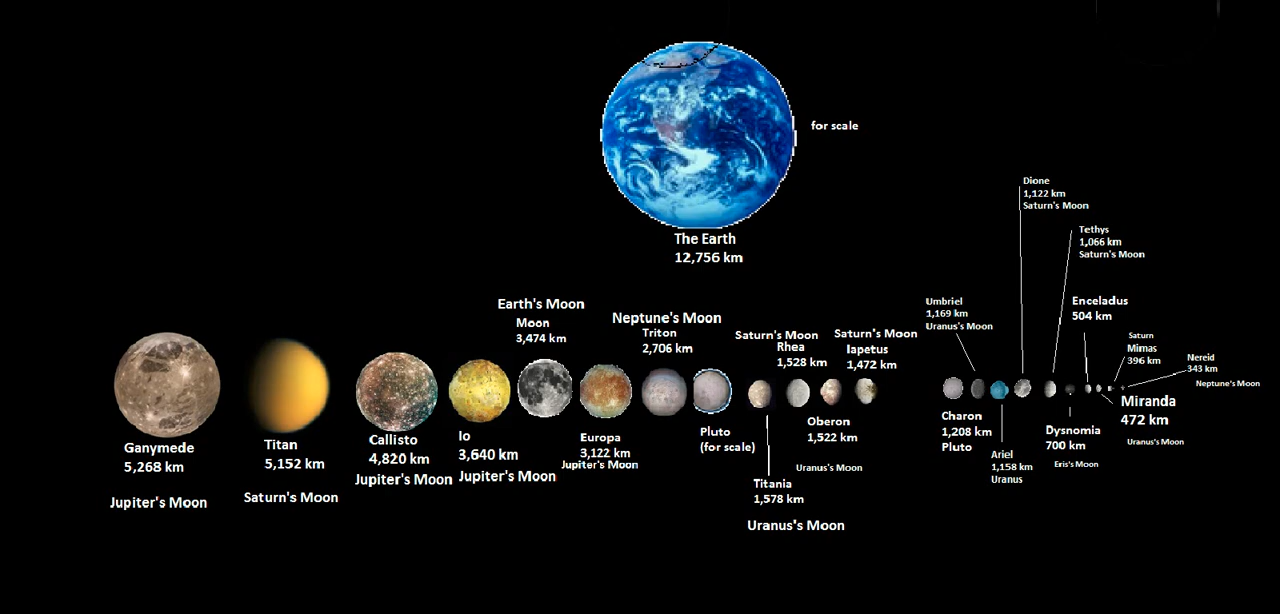 for scale
The Earth
12,756 km
Dione
1,122 km
Saturn's Moon
Tethys
1,066 km
Saturn's Moon
Earth's Moon
Moon
3,474 km
Neptune's Moon
Triton
2,706 km
Saturn's Moon
Rhea
1,528 km
Saturn's Moon
Iapetus
1,472 km
Umbriel
1,169 km
Uranus's Moon
Enceladus
504 km
Saturn
Mimas
396 km
Nereid
343 km
Neptune's Moon
Ganymede
5,268 km
Jupiter's Moon
Titan
5,152 km
Saturn's Moon
Callisto
4,820 km
Jupiter's Moon
Io
3,640 km
Jupiter's Moon
Europa
3,122 km
Jupiter's Moon
Pluto
(for scale)
Titania
1,578 km
Uranus's Moon
Oberon
1,522 km
Uranus's Moon
Charon
1,208 km
Pluto
Ariel
1,158 km
Uranus
Dysnomia
700 km
Eris's Moon
Miranda
472 km
Uranus's Moon